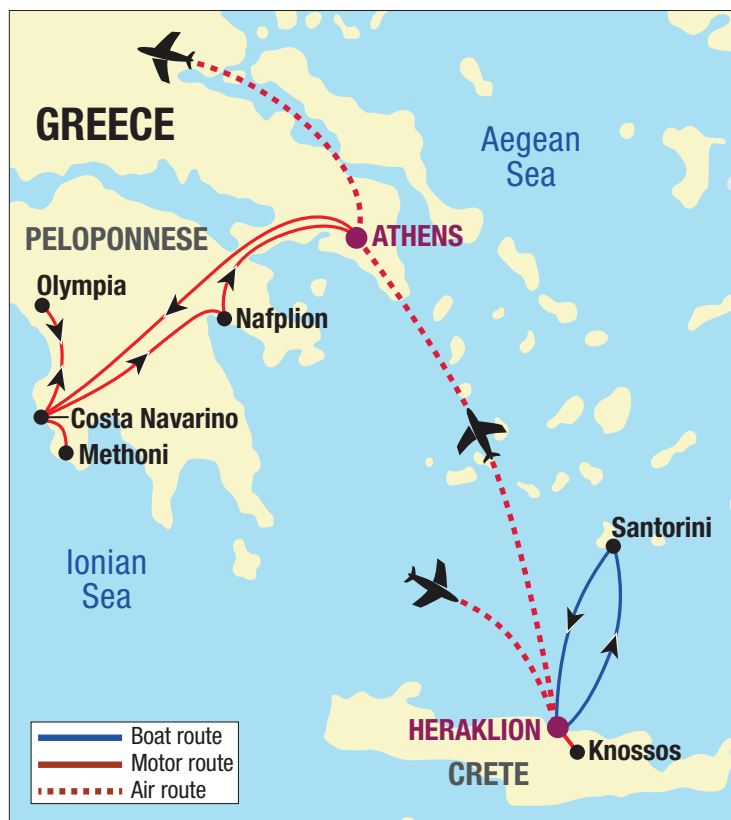 GREECE
Aegean
Sea
PELOPONNESE
ATHENS
Olympia
Nafplion
Costa Navarino
Methoni
Ionian
Sea
Santorini
HERAKLION
Knossos
CRETE
Boat route
Motor route
Air route